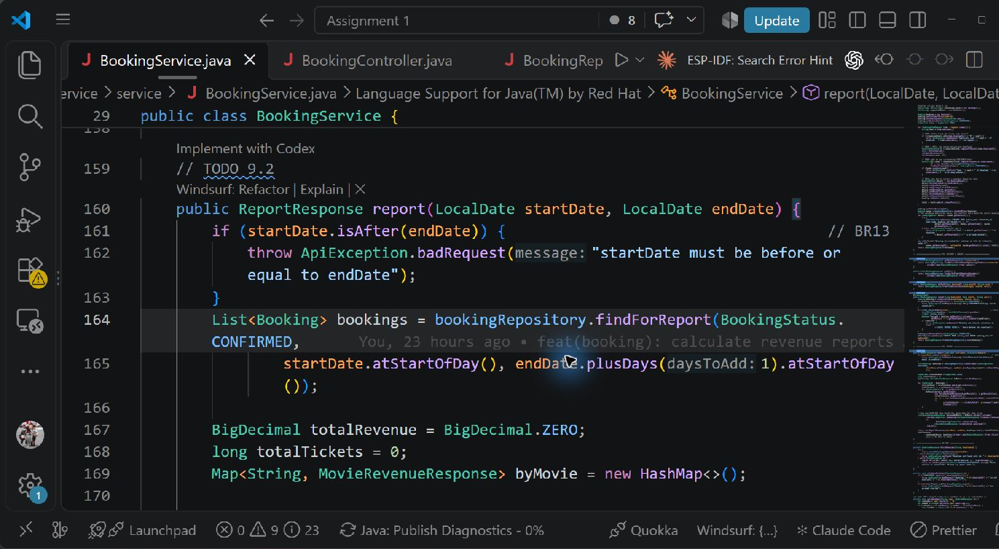 Assignment 1
8
Update
BookingService.java
BookingController.java
BookingRep
ESP-IDF: Search Error Hint
ervice > service > BookingService.java > Language Support for Java(TM) by Red Hat > BookingService > report(LocalDate, LocalDat
29 public class BookingService {
158
Implement with Codex
159 // TODO 9.2
Windsurf: Refactor | Explain | ✕
160 public ReportResponse report(LocalDate startDate, LocalDate endDate) {
161 if (startDate.isAfter(endDate)) { // BR13
162 throw ApiException.badRequest(message: "startDate must be before or
equal to endDate");
163 }
164 List<Booking> bookings = bookingRepository.findForReport(BookingStatus.
CONFIRMED, You, 23 hours ago • feat(booking): calculate revenue reports
165 startDate.atStartOfDay(), endDate.plusDays(daysToAdd: 1).atStartOfDay
());
166
167 BigDecimal totalRevenue = BigDecimal.ZERO;
168 long totalTickets = 0;
169 Map<String, MovieRevenueResponse> byMovie = new HashMap<>();
170
1
Launchpad
0 9 23
Java: Publish Diagnostics - 0%
Quokka
Windsurf: {...}
Claude Code
Prettier